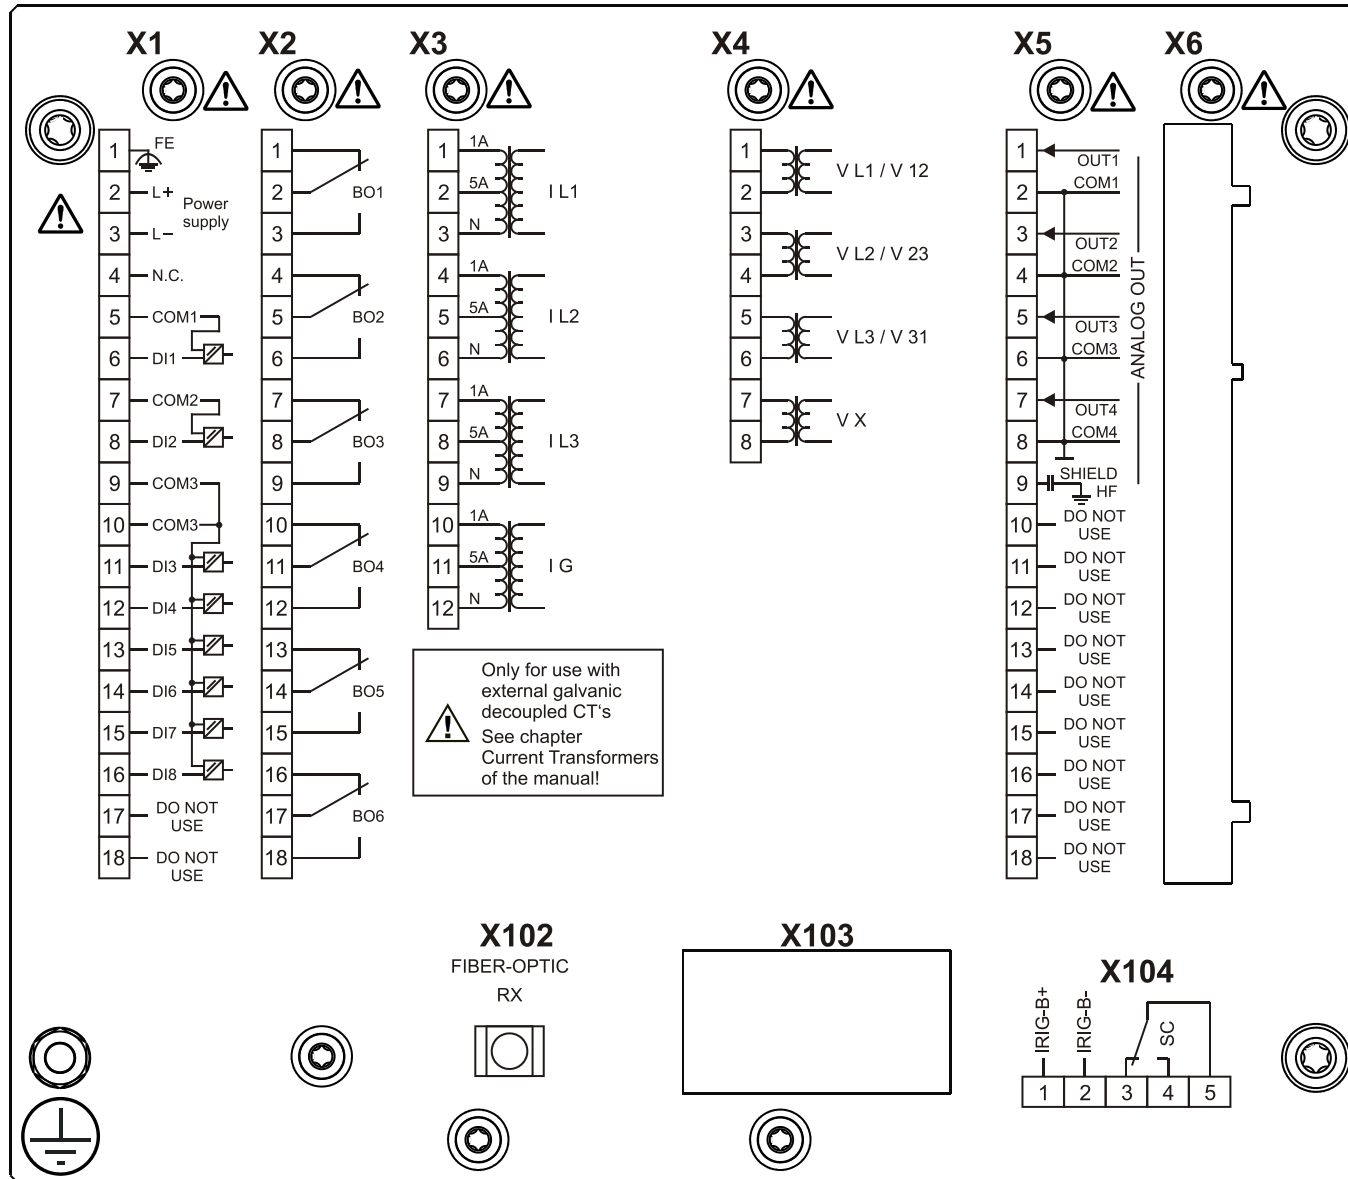 X1
X2
X3
X4
X5
X6
1 FE
2 L+
Power
supply
3 L−
4 N.C.
5 COM1
6 DI1
7 COM2
8 DI2
9 COM3
10 COM3
11 DI3
12 DI4
13 DI5
14 DI6
15 DI7
16 DI8
17 DO NOT
USE
18 DO NOT
USE
1
2 BO1
3
4
5 BO2
6
7
8 BO3
9
10
11 BO4
12
13
14 BO5
15
16
17 BO6
18
1 1A
2 5A I L1
3 N
4 1A
5 5A I L2
6 N
7 1A
8 5A I L3
9 N
10 1A
11 5A I G
12 N
Only for use with
external galvanic
decoupled CT‘s
See chapter
Current Transformers
of the manual!
1
V L1 / V 12
2
3
V L2 / V 23
4
5
V L3 / V 31
6
7
V X
8
1 OUT1
2 COM1
3 OUT2
4 COM2
5 OUT3
6 COM3
7 OUT4
8 COM4
ANALOG OUT
9 SHIELD
HF
10 DO NOT
USE
11 DO NOT
USE
12 DO NOT
USE
13 DO NOT
USE
14 DO NOT
USE
15 DO NOT
USE
16 DO NOT
USE
17 DO NOT
USE
18 DO NOT
USE
X102
FIBER-OPTIC
RX
X103
X104
IRIG-B+
IRIG-B-
SC
1 2 3 4 5